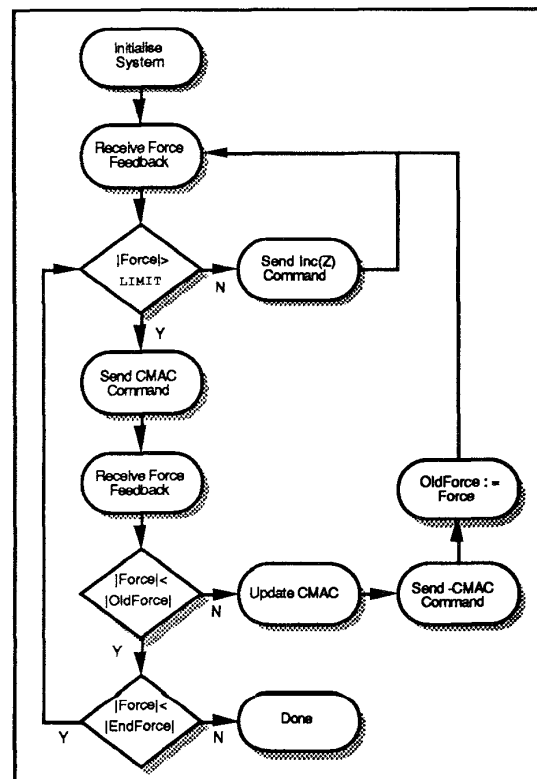 Initialise
System
Receive Force
Feedback
|Force|>
LIMIT
N
Send Inc(Z)
Command
Y
Send CMAC
Command
Receive Force
Feedback
OldForce : =
Force
|Force|<
|OldForce|
N
Update CMAC
Send -CMAC
Command
Y
|Force|<
|EndForce|
Y
N
Done